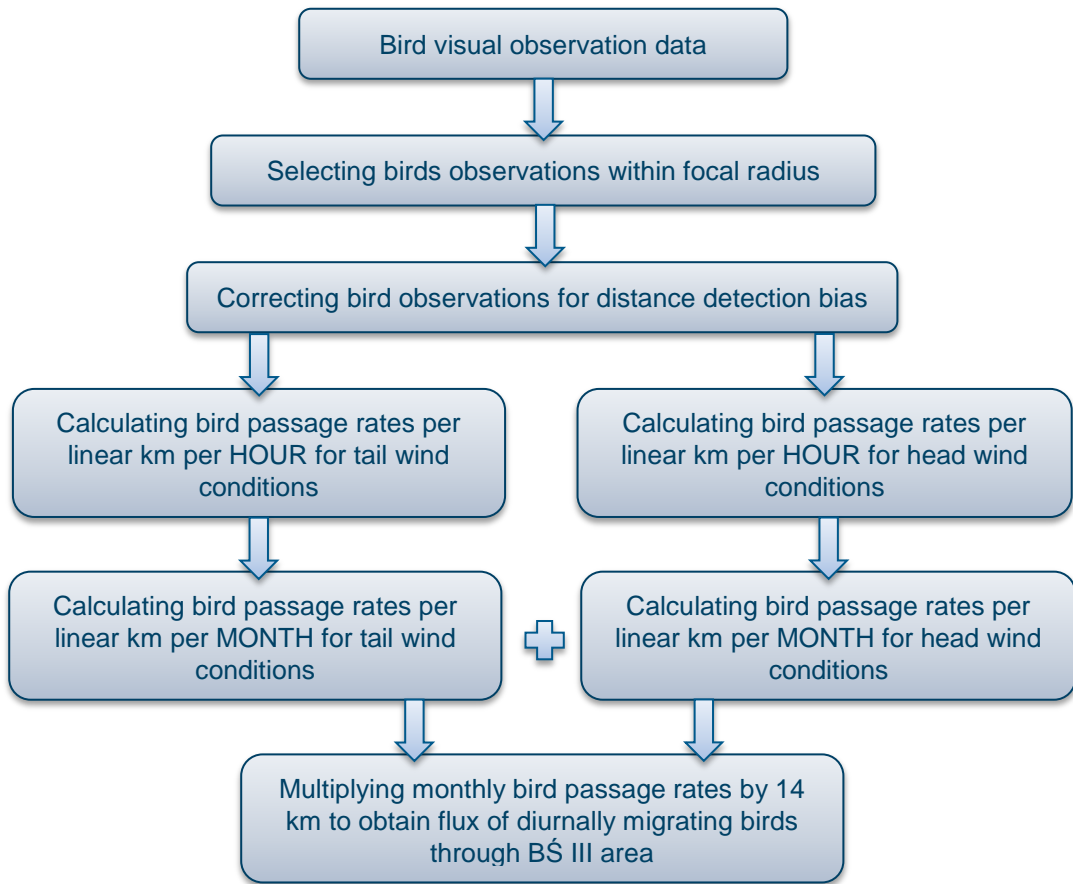 Bird visual observation data
Selecting birds observations within focal radius
Correcting bird observations for distance detection bias
Calculating bird passage rates per
linear km per HOUR for tail wind
conditions
Calculating bird passage rates per
linear km per HOUR for head wind
conditions
Calculating bird passage rates per
linear km per MONTH for tail wind
conditions
Calculating bird passage rates per
linear km per MONTH for head wind
conditions
Multiplying monthly bird passage rates by 14
km to obtain flux of diurnally migrating birds
through BŚ III area